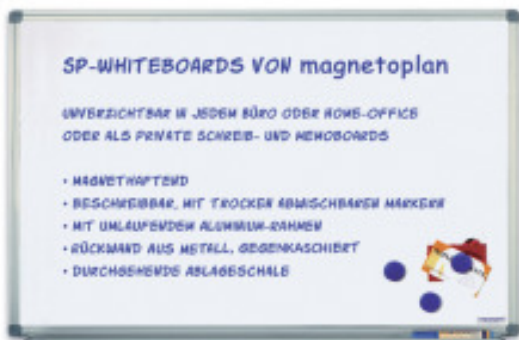 SP-WHITEBOARDS VON magnetoplan
UNVERZICHTBAR IN JEDEM BÜRO ODER HOME-OFFICE
ODER ALS PRIVATE SCHREIB- UND MEMOBOARDS
• MAGNETHAFTEND
• BESCHREIBBAR, MIT TROCKEN ABWISCHBAREN MARKERN
• MIT UMLAUFENDEM ALUMINIUM-RAHMEN
• RÜCKWAND AUS METALL, GEGENKASCHIERT
• DURCHGEHENDE ABLAGESCHALE